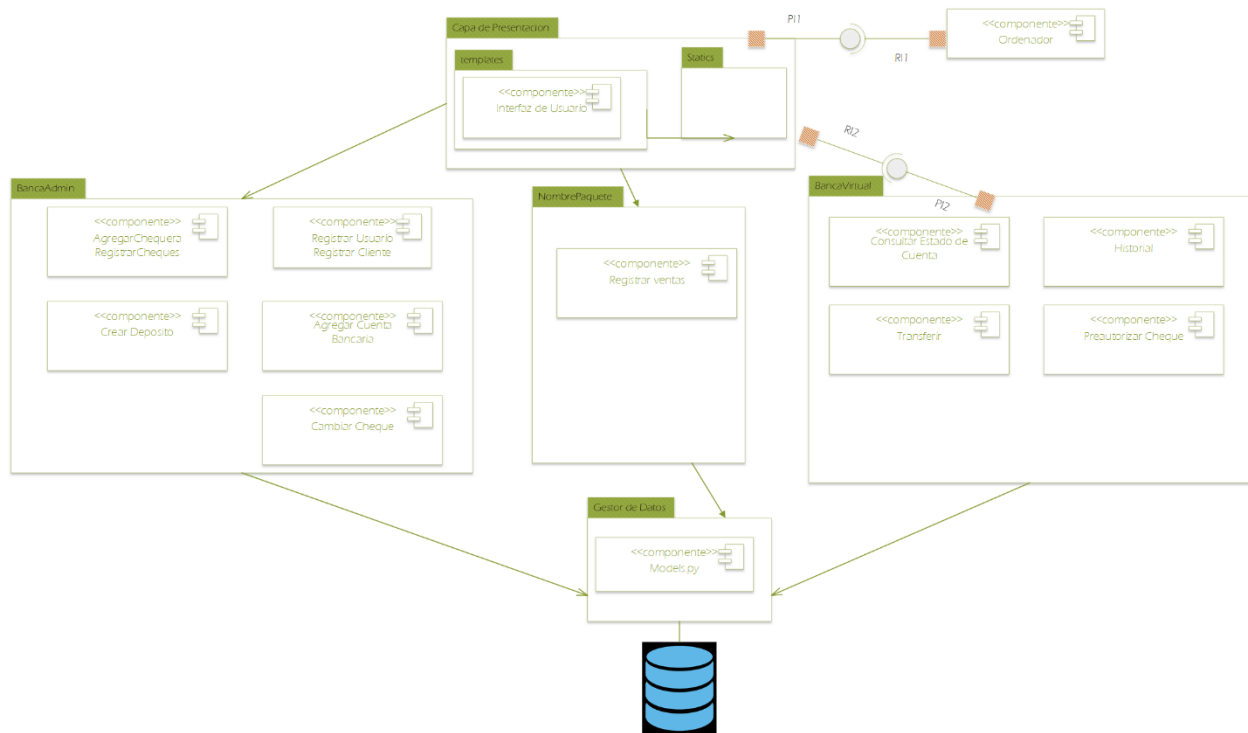 Capa de Presentacion
PI1
<<componente>>
Ordenador
RI1
templates
Statics
<<componente>>
Interfaz de Usuario
RI2
PI2
BancaAdmin
NombrePaquete
BancaVirtual
<<componente>>
AgregarChequera
RegistrarCheques
<<componente>>
Registrar Usuario
Registrar Cliente
<<componente>>
Crear Deposito
<<componente>>
Agregar Cuenta
Bancaria
<<componente>>
Cambiar Cheque
<<componente>>
Registrar ventas
<<componente>>
Consultar Estado de
Cuenta
<<componente>>
Historial
<<componente>>
Transferir
<<componente>>
Preautorizar Cheque
Gestor de Datos
<<componente>>
Models.py